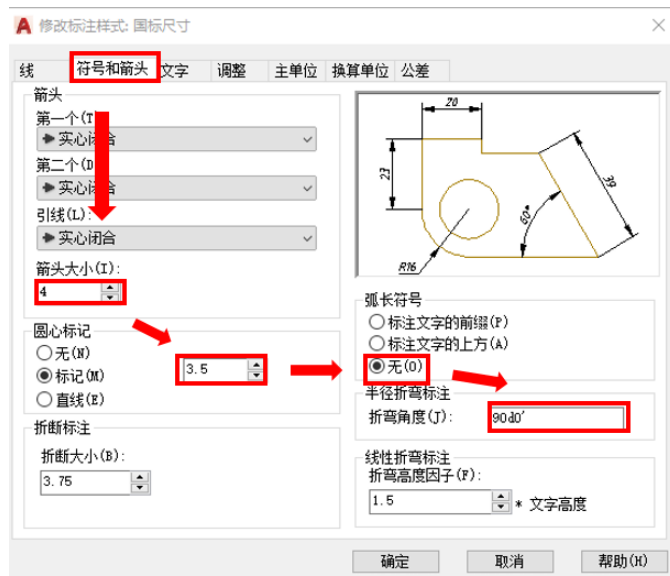 修改标注样式: 国标尺寸
线 符号和箭头 文字 调整 主单位 换算单位 公差
箭头
第一个(T
实心闭合
第二个(D
实心闭合
引线(L):
实心闭合
箭头大小(I):
4
圆心标记
无(N)
标记(M)
直线(E)
3.5
折断标注
折断大小(B):
3.75
20
23
39
60°
R16
弧长符号
标注文字的前缀(P)
标注文字的上方(A)
无(O)
半径折弯标注
折弯角度(J):
90d0'
线性折弯标注
折弯高度因子(F):
1.5
* 文字高度
确定 取消 帮助(H)